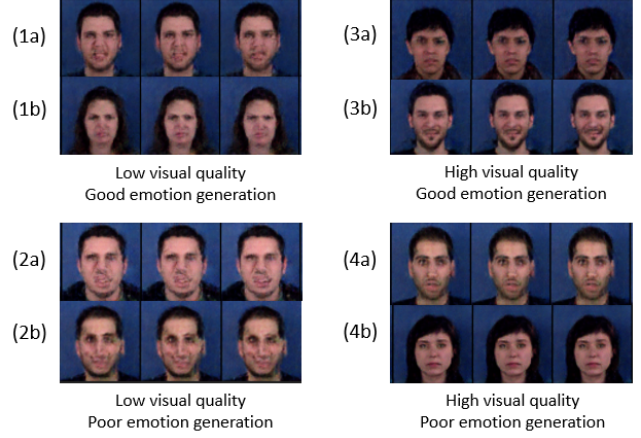 (1a)
(1b)
Low visual quality
Good emotion generation
(3a)
(3b)
High visual quality
Good emotion generation
(2a)
(2b)
Low visual quality
Poor emotion generation
(4a)
(4b)
High visual quality
Poor emotion generation